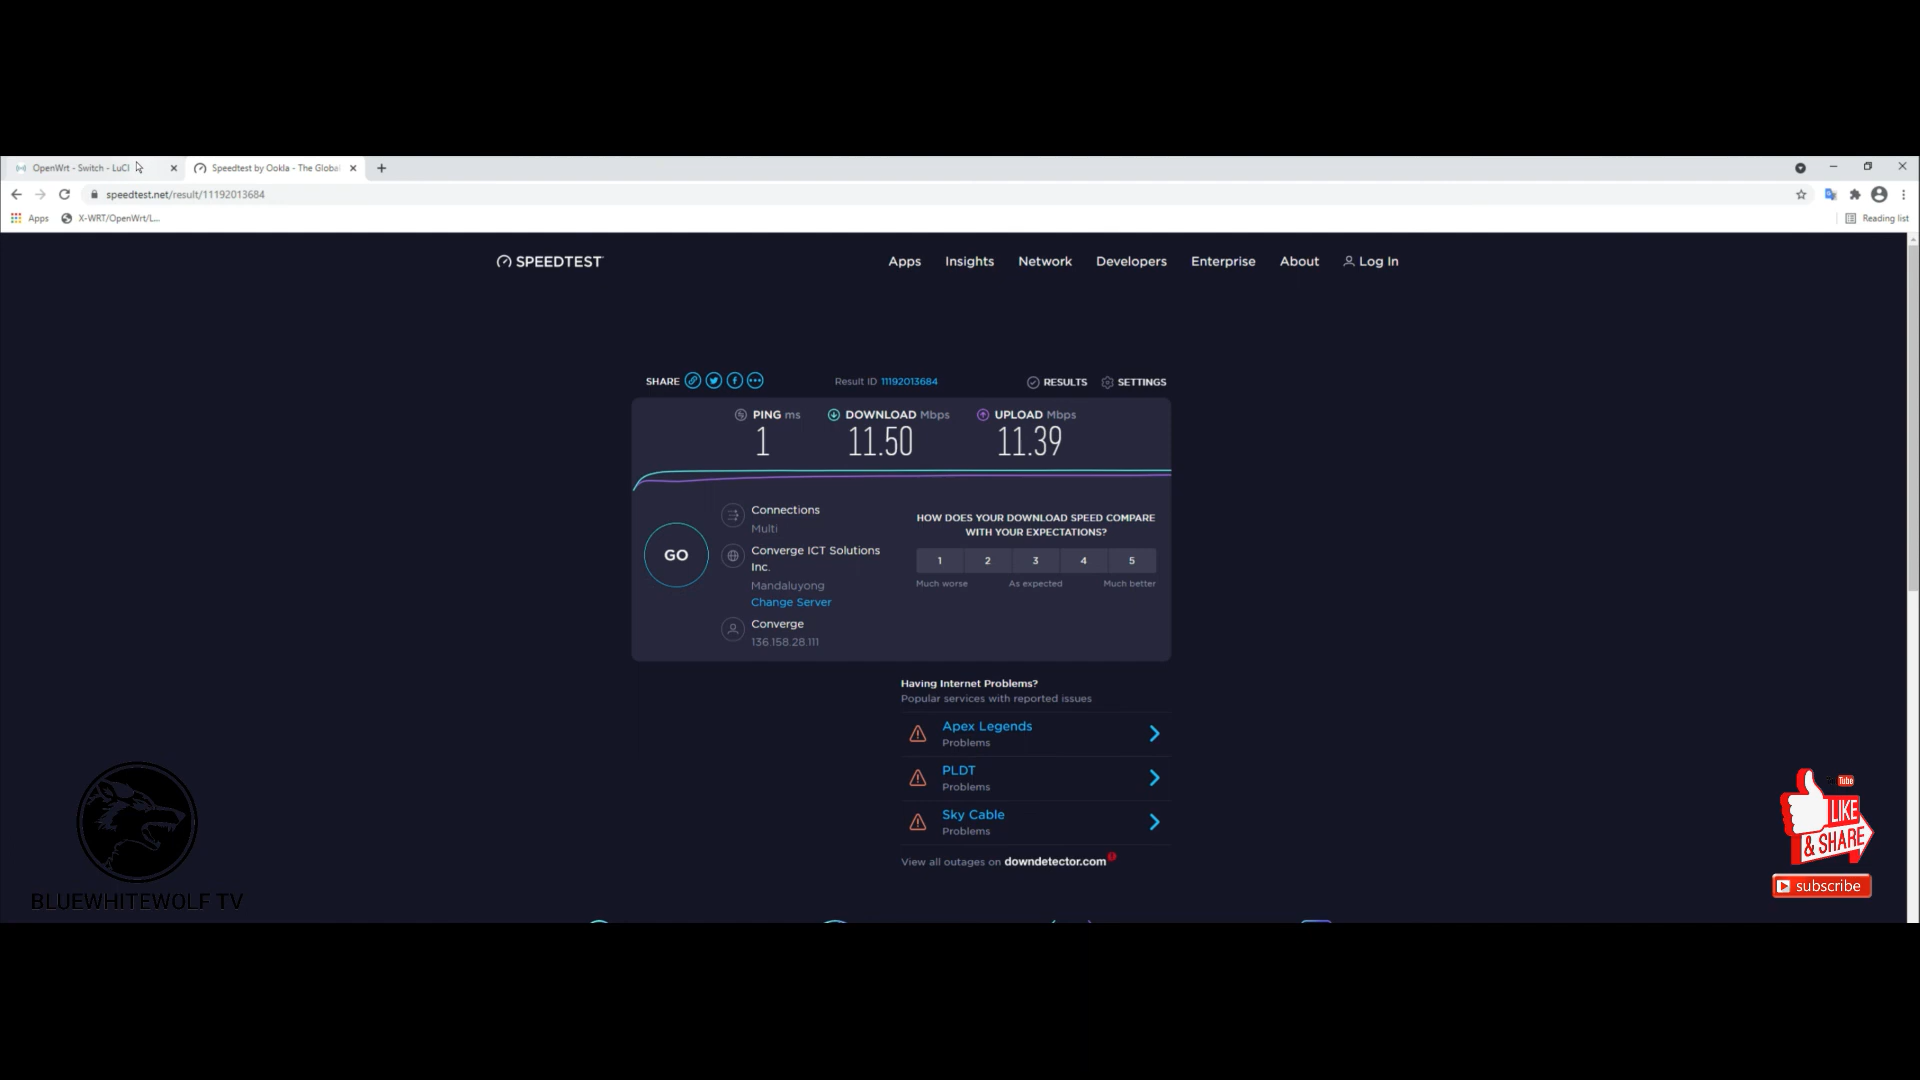 OpenWrt - Switch - LuCI
Speedtest by Ookla - The Global
speedtest.net/result/11192013684
Apps
X-WRT/OpenWrt/L...
Reading list
SPEEDTEST
Apps
Insights
Network
Developers
Enterprise
About
Log In
SHARE
Result ID 11192013684
RESULTS
SETTINGS
PING ms
DOWNLOAD Mbps
UPLOAD Mbps
1
11.50
11.39
GO
Connections
Multi
Converge ICT Solutions
Inc.
Mandaluyong
Change Server
Converge
136.158.28.111
HOW DOES YOUR DOWNLOAD SPEED COMPARE
WITH YOUR EXPECTATIONS?
1
2
3
4
5
Much worse
As expected
Much better
Having Internet Problems?
Popular services with reported issues
Apex Legends
Problems
PLDT
Problems
Sky Cable
Problems
View all outages on downdetector.com
BLUEWHITEWOLF TV
Tube
LIKE
& SHARE
subscribe